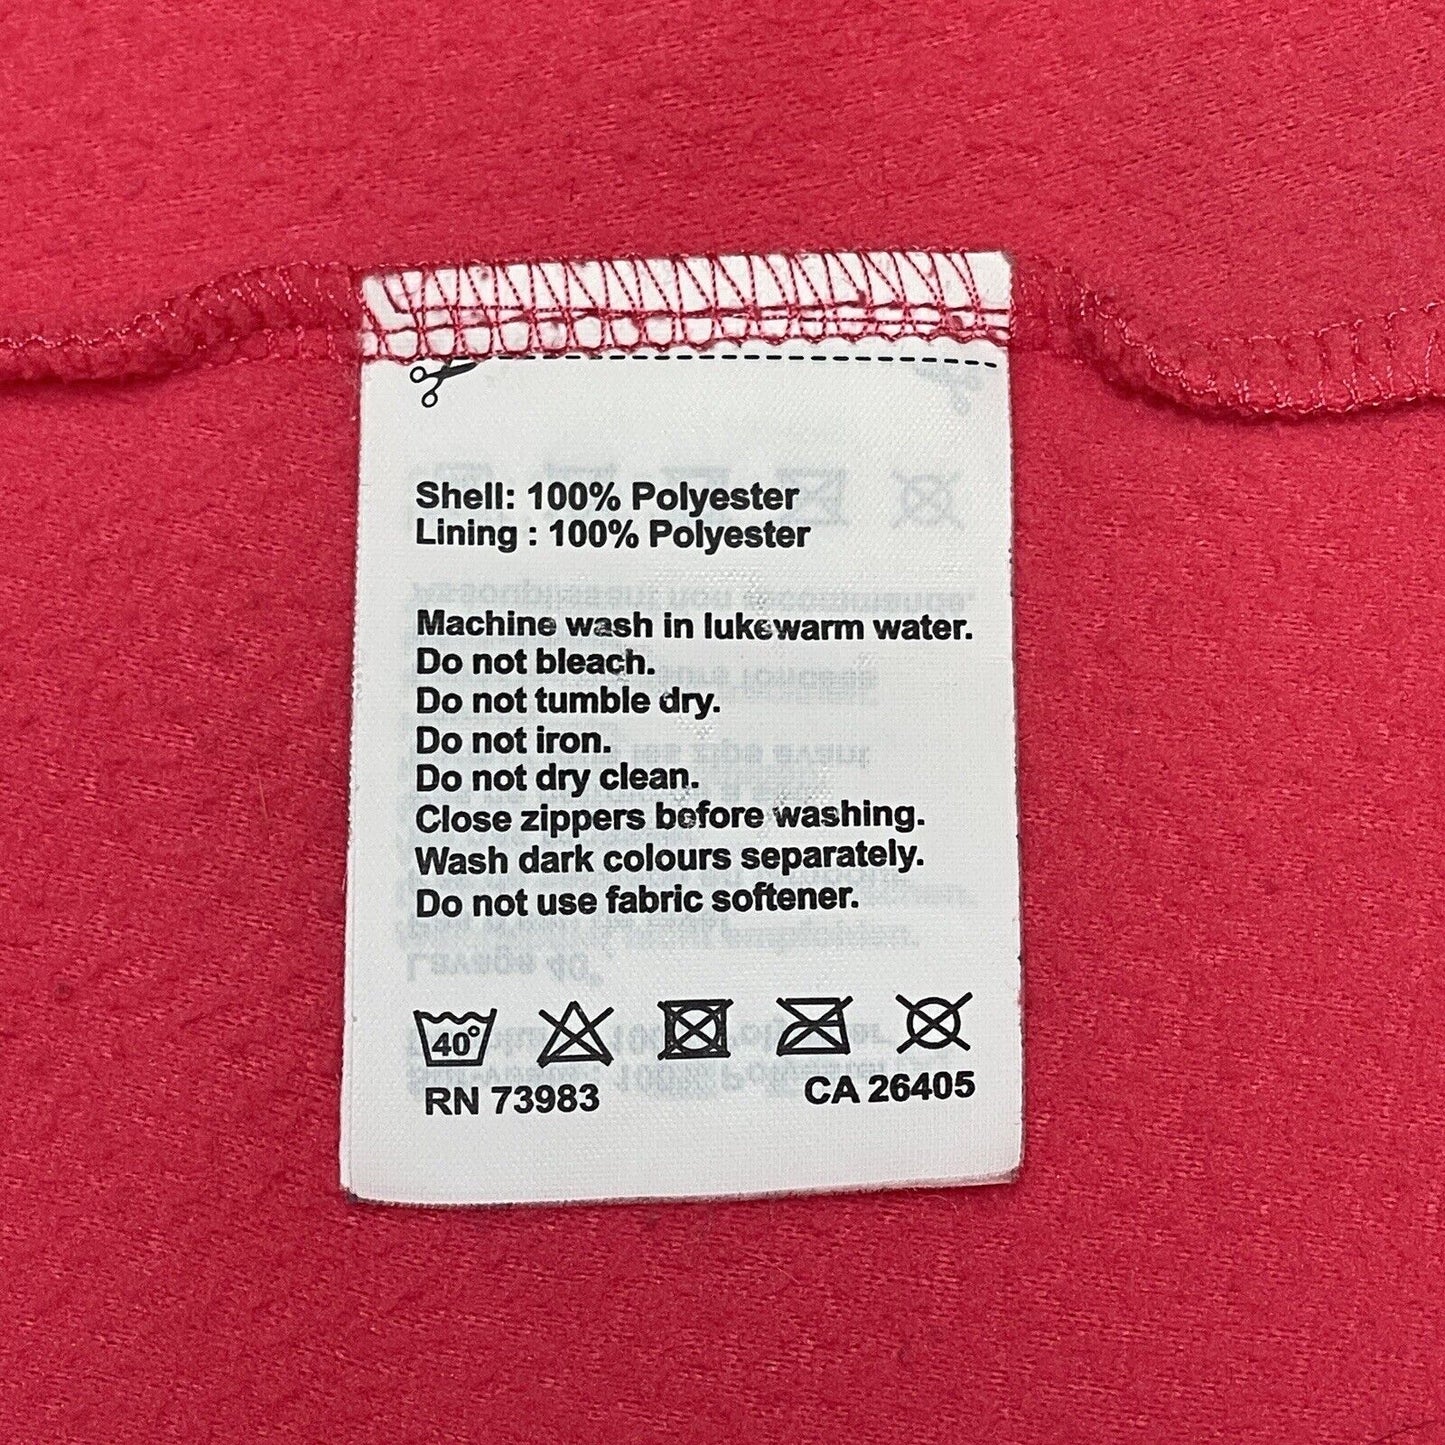 Shell: 100% Polyester
Lining : 100% Polyester
Machine wash in lukewarm water.
Do not bleach.
Do not tumble dry.
Do not iron.
Do not dry clean.
Close zippers before washing.
Wash dark colours separately.
Do not use fabric softener.
40°
RN 73983 CA 26405